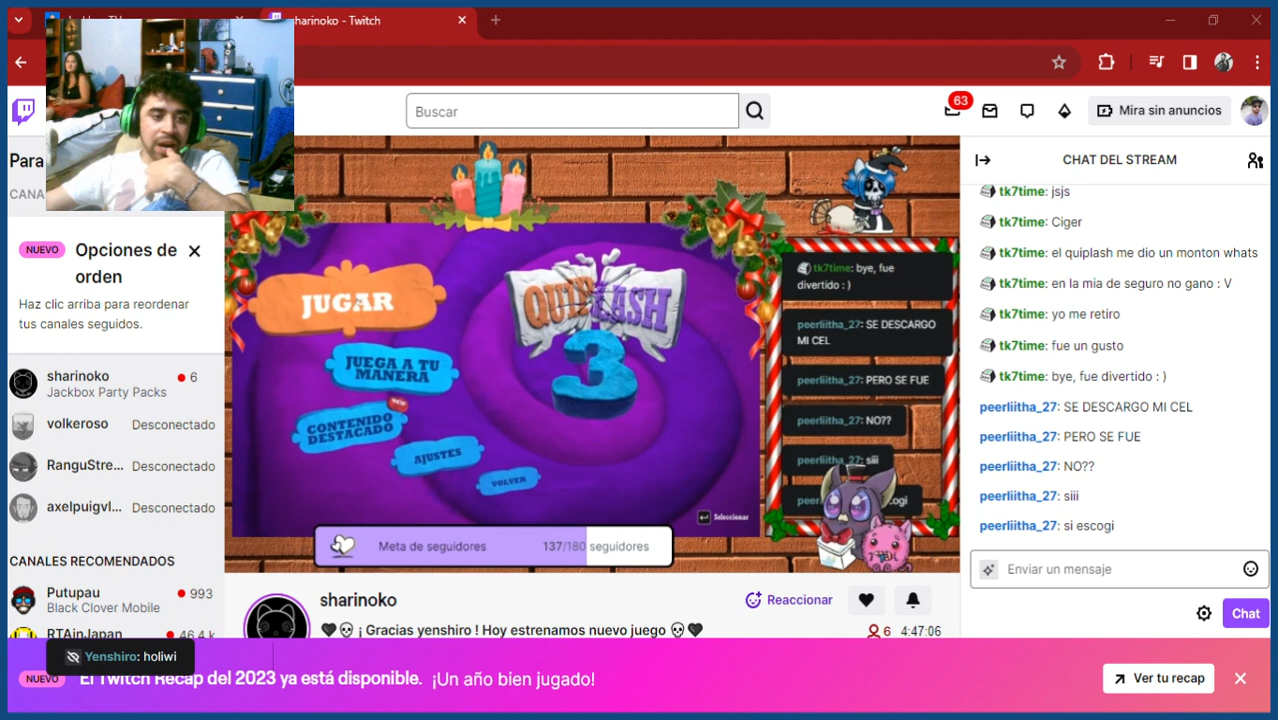 sharinoko - Twitch
Buscar
63
Mira sin anuncios
Para
CANA
NUEVO
Opciones de
orden
Haz clic arriba para reordenar
tus canales seguidos.
sharinoko
6
Jackbox Party Packs
volkeroso
Desconectado
RanguStre...
Desconectado
axelpuigvl...
Desconectado
CANALES RECOMENDADOS
Putupau
993
Black Clover Mobile
RTAinJapan
46,4 k
JUGAR
JUEGA A TU
MANERA
NEW
CONTENIDO
DESTACADO
AJUSTES
VOLVER
QUIPLASH
3
Seleccionar
tk7time: bye, fue
divertido : )
peerliitha_27: SE DESCARGO
MI CEL
peerliitha_27: PERO SE FUE
peerliitha_27: NO??
peerliitha_27: siii
peer
ogi
Meta de seguidores
137/180 seguidores
sharinoko
Reaccionar
¡ Gracias yenshiro ! Hoy estrenamos nuevo juego
6
4:47:06
CHAT DEL STREAM
tk7time: jsjs
tk7time: Ciger
tk7time: el quiplash me dio un monton whats
tk7time: en la mia de seguro no gano : V
tk7time: yo me retiro
tk7time: fue un gusto
tk7time: bye, fue divertido : )
peerliitha_27: SE DESCARGO MI CEL
peerliitha_27: PERO SE FUE
peerliitha_27: NO??
peerliitha_27: siii
peerliitha_27: si escogi
Enviar un mensaje
Chat
Yenshiro: holiwi
NUEVO
El Twitch Recap del 2023 ya está disponible. ¡Un año bien jugado!
Ver tu recap